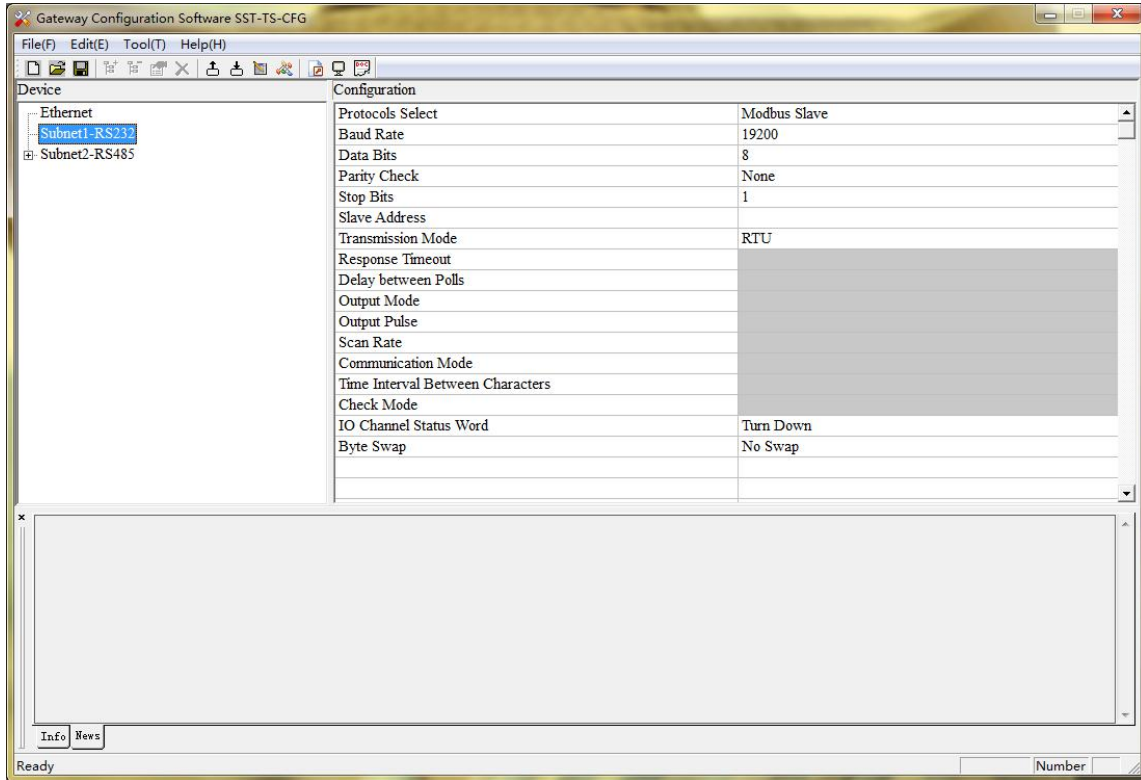 Gateway Configuration Software SST-TS-CFG
File(F) Edit(E) Tool(T) Help(H)
Device
Configuration
Ethernet
Subnet1-RS232
Subnet2-RS485
Protocols Select Modbus Slave
Baud Rate 19200
Data Bits 8
Parity Check None
Stop Bits 1
Slave Address
Transmission Mode RTU
Response Timeout
Delay between Polls
Output Mode
Output Pulse
Scan Rate
Communication Mode
Time Interval Between Characters
Check Mode
IO Channel Status Word Turn Down
Byte Swap No Swap
Info News
Ready Number